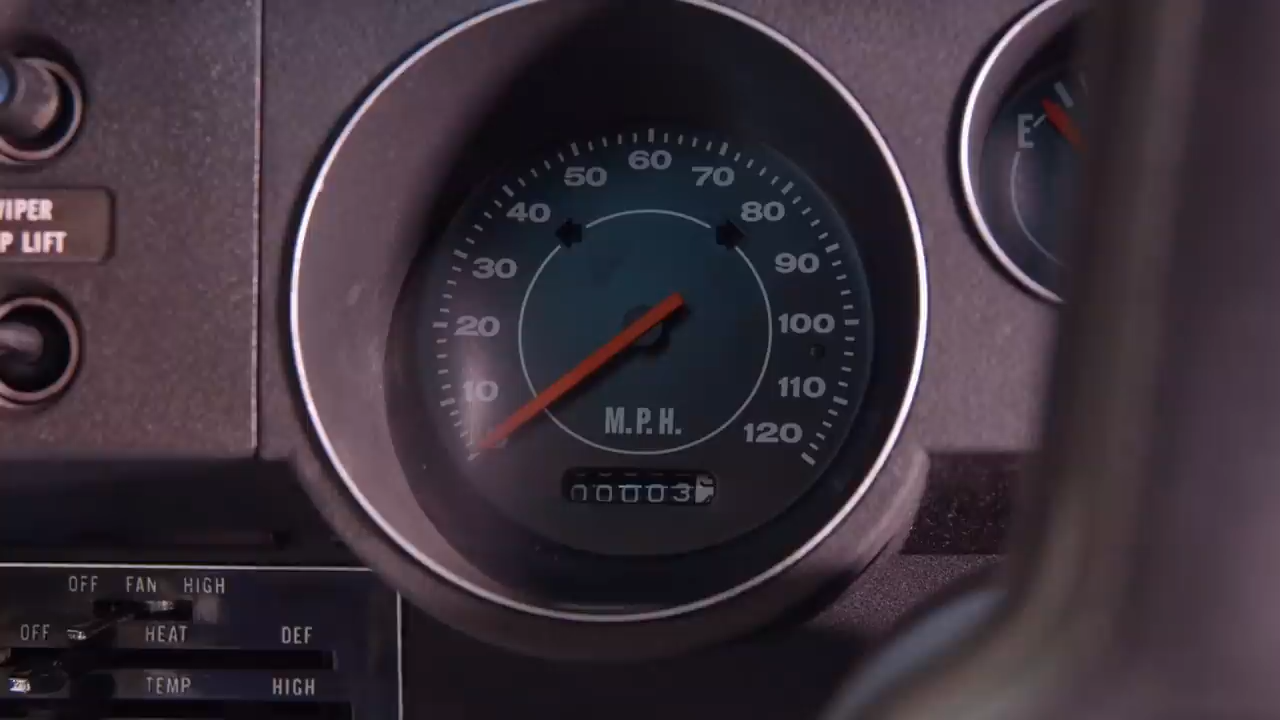 WIPER
P LIFT
10
20
30
40
50
60
70
80
90
100
110
120
M.P.H.
00003
E
OFF FAN HIGH
OFF HEAT DEF
TEMP HIGH